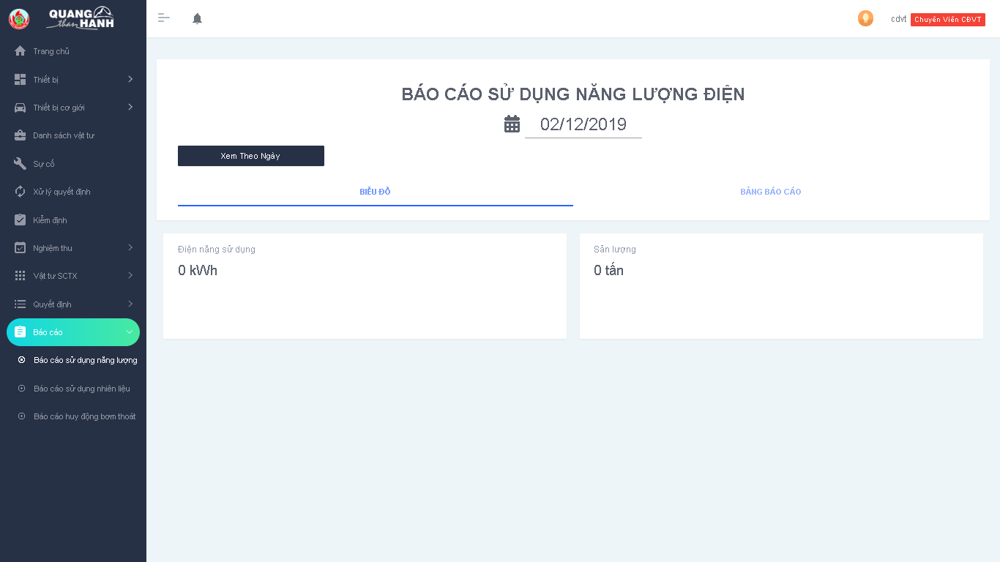 QUANG
than HẠNH
cdvt Chuyên Viên CĐVT
Trang chủ
Thiết bị
Thiết bị cơ giới
Danh sách vật tư
Sự cố
Xử lý quyết định
Kiểm định
Nghiệm thu
Vật tư SCTX
Quyết định
Báo cáo
Báo cáo sử dụng năng lượng
Báo cáo sử dụng nhiên liệu
Báo cáo huy động bơm thoát
BÁO CÁO SỬ DỤNG NĂNG LƯỢNG ĐIỆN
02/12/2019
Xem Theo Ngày
BIỂU ĐỒ
BẢNG BÁO CÁO
Điện năng sử dụng
0 kWh
Sản lượng
0 tấn